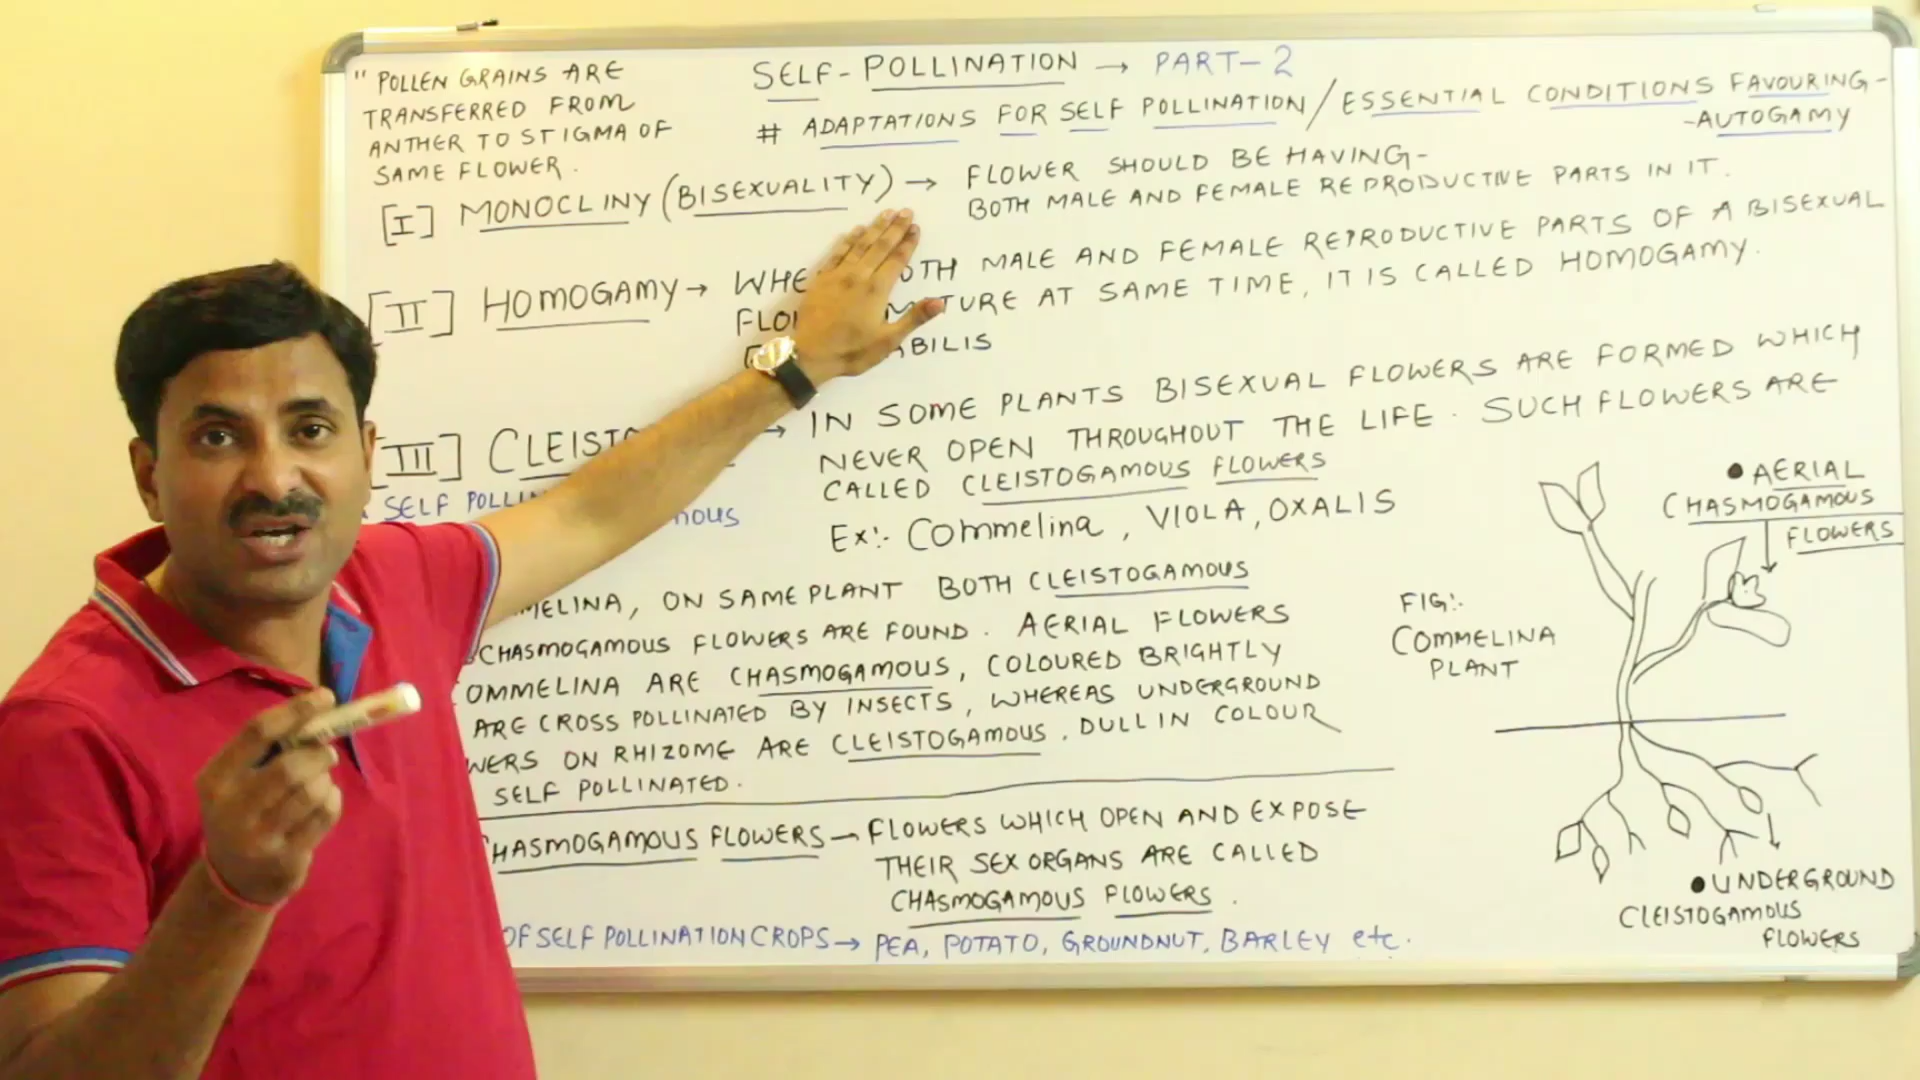 " POLLEN GRAINS ARE
TRANSFERRED FROM
ANTHER TO STIGMA OF
SAME FLOWER.
SELF-POLLINATION → PART-2
# ADAPTATIONS FOR SELF POLLINATION / ESSENTIAL CONDITIONS FAVOURING-
-AUTOGAMY
[I] MONOCLINY (BISEXUALITY) → FLOWER SHOULD BE HAVING-
BOTH MALE AND FEMALE REPRODUCTIVE PARTS IN IT.
[II] HOMOGAMY → BOTH MALE AND FEMALE REPRODUCTIVE PARTS OF A BISEXUAL
MATURE AT SAME TIME, IT IS CALLED HOMOGAMY.
[III] → IN SOME PLANTS BISEXUAL FLOWERS ARE FORMED WHICH
NEVER OPEN THROUGHOUT THE LIFE. SUCH FLOWERS ARE
CALLED CLEISTOGAMOUS FLOWERS
SELF
Ex:- Commelina, VIOLA, OXALIS
ON SAME PLANT BOTH CLEISTOGAMOUS
CHASMOGAMOUS FLOWERS ARE FOUND. AERIAL FLOWERS
OMMELINA ARE CHASMOGAMOUS, COLOURED BRIGHTLY
ARE CROSS POLLINATED BY INSECTS, WHEREAS UNDERGROUND
WERS ON RHIZOME ARE CLEISTOGAMOUS, DULL IN COLOUR
SELF POLLINATED.
HASMOGAMOUS FLOWERS — FLOWERS WHICH OPEN AND EXPOSE
THEIR SEX ORGANS ARE CALLED
CHASMOGAMOUS FLOWERS.
OF SELF POLLINATION CROPS → PEA, POTATO, GROUNDNUT, BARLEY etc.
● AERIAL
CHASMOGAMOUS
FLOWERS
FIG:-
COMMELINA
PLANT
● UNDERGROUND
CLEISTOGAMOUS
FLOWERS